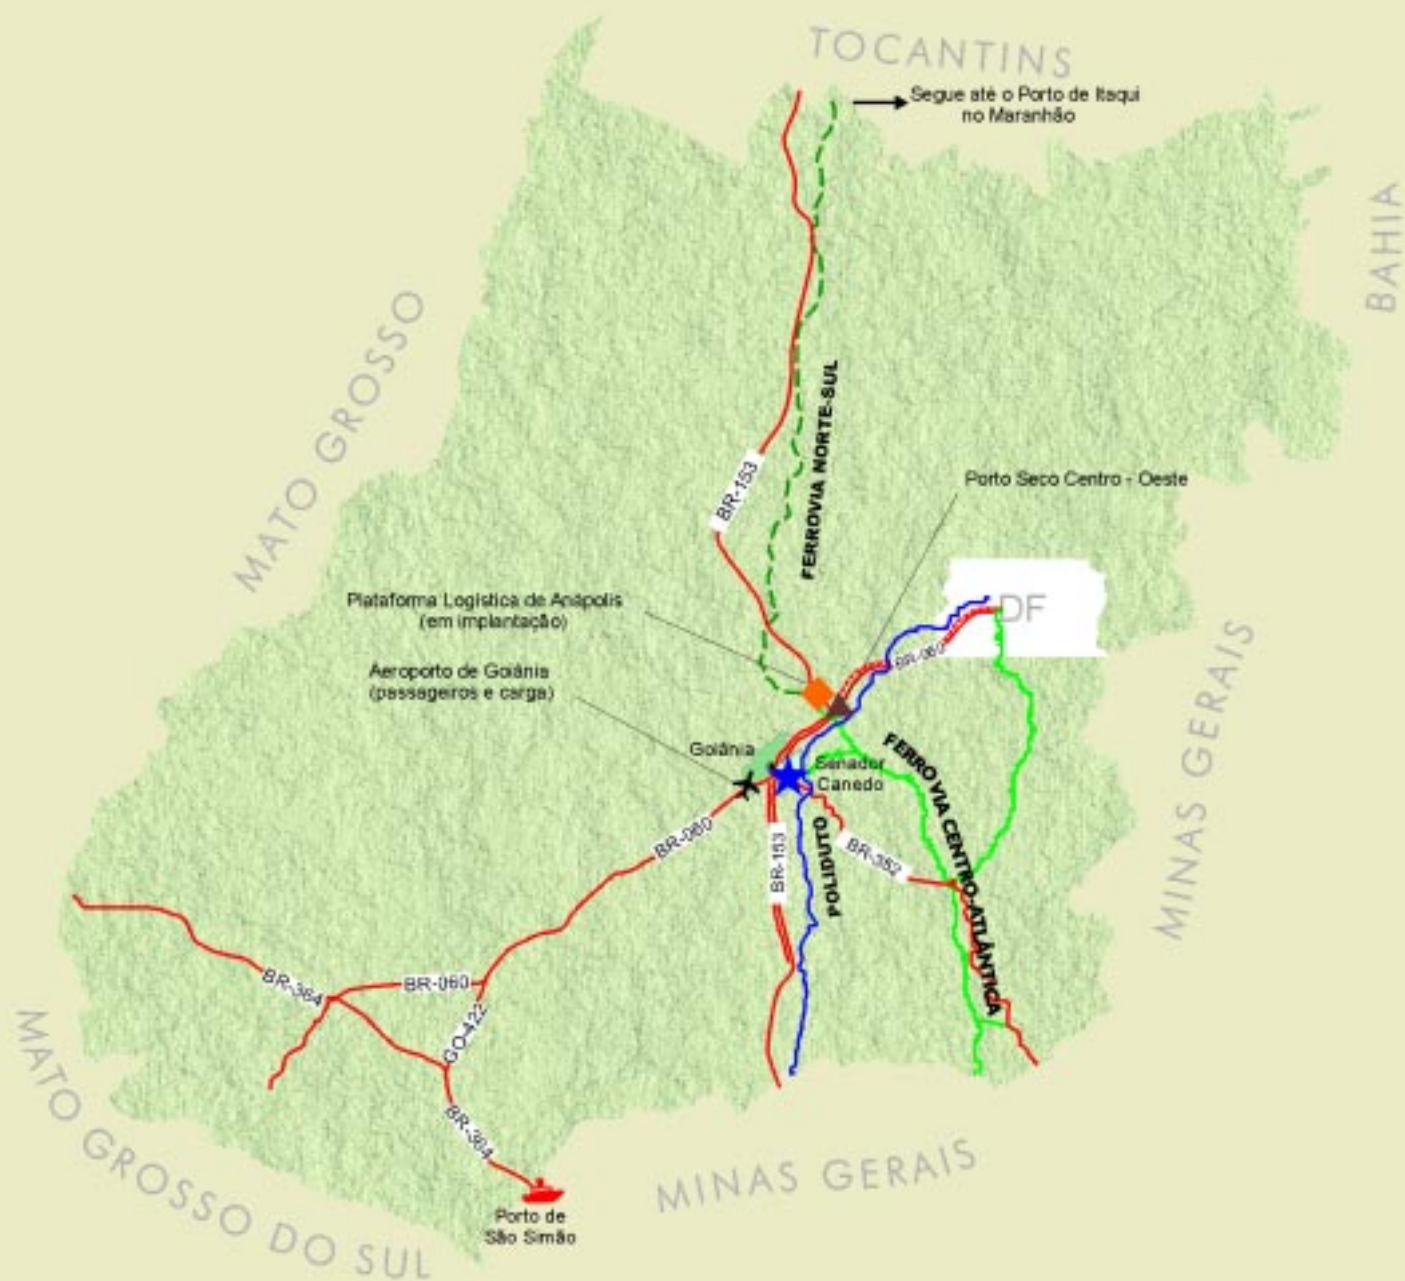 TOCANTINS
Segue até o Porto de Itaqui
no Maranhão
BAHIA
MATO GROSSO
FERROVIA NORTE-SUL
BR-153
Porto Seco Centro - Oeste
Plataforma Logística de Anápolis
(em implantação)
DF
BR-060
Aeroporto de Goiânia
(passageiros e carga)
MINAS GERAIS
Goiânia
Senador
Canedo
FERROVIA CENTRO-ATLÂNTICA
BR-060
BR-153
POLIDUTO
BR-352
BR-364
BR-060
GO-422
BR-364
MATO GROSSO DO SUL
MINAS GERAIS
Porto de
São Simão